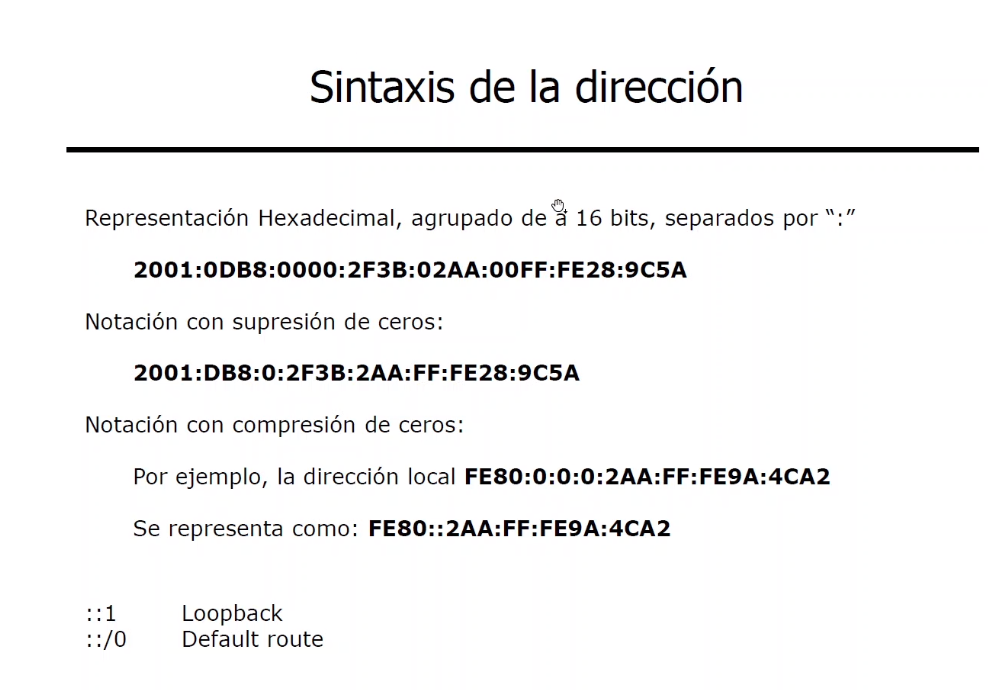 Sintaxis de la dirección
Representación Hexadecimal, agrupado de a 16 bits, separados por “:”
2001:0DB8:0000:2F3B:02AA:00FF:FE28:9C5A
Notación con supresión de ceros:
2001:DB8:0:2F3B:2AA:FF:FE28:9C5A
Notación con compresión de ceros:
Por ejemplo, la dirección local FE80:0:0:0:2AA:FF:FE9A:4CA2
Se representa como: FE80::2AA:FF:FE9A:4CA2
::1 Loopback
::/0 Default route